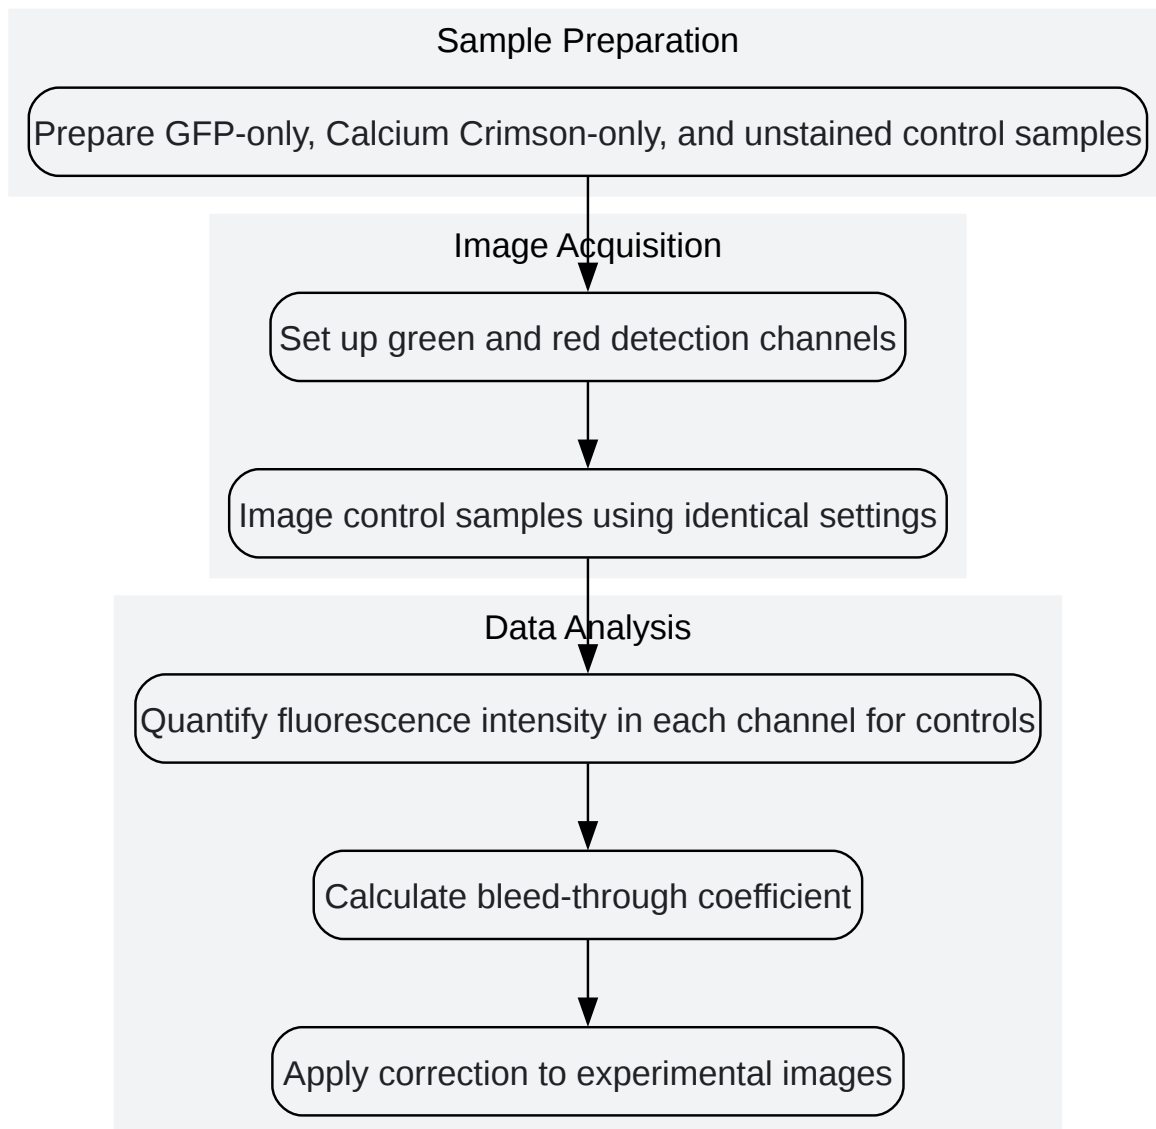 Sample Preparation
Prepare GFP-only, Calcium Crimson-only, and unstained control samples
Image Acquisition
Set up green and red detection channels
Image control samples using identical settings
Data Analysis
Quantify fluorescence intensity in each channel for controls
Calculate bleed-through coefficient
Apply correction to experimental images